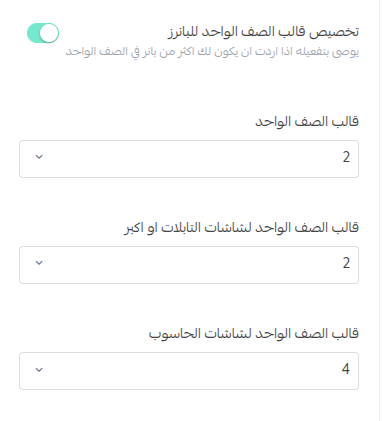 تخصيص قالب الصف الواحد للبانرز
يوصى بتفعيله اذا اردت ان يكون لك اكثر من بانر في الصف الواحد
قالب الصف الواحد
2
قالب الصف الواحد لشاشات التابلات او اكبر
2
قالب الصف الواحد لشاشات الحاسوب
4